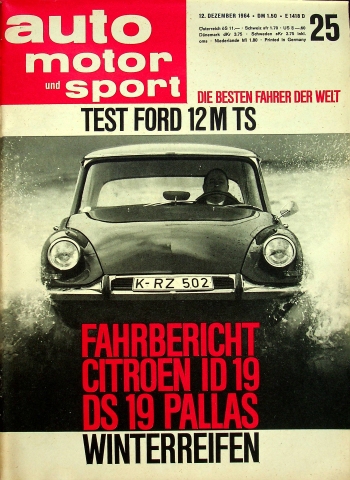 auto
motor
und sport
12. DEZEMBER 1964 • DM 1.50 • E 1418 D
25
DIE BESTEN FAHRER DER WELT
TEST FORD 12 M TS
K-RZ 502
FAHRBERICHT
CITROEN ID 19
DS 19 PALLAS
WINTERREIFEN